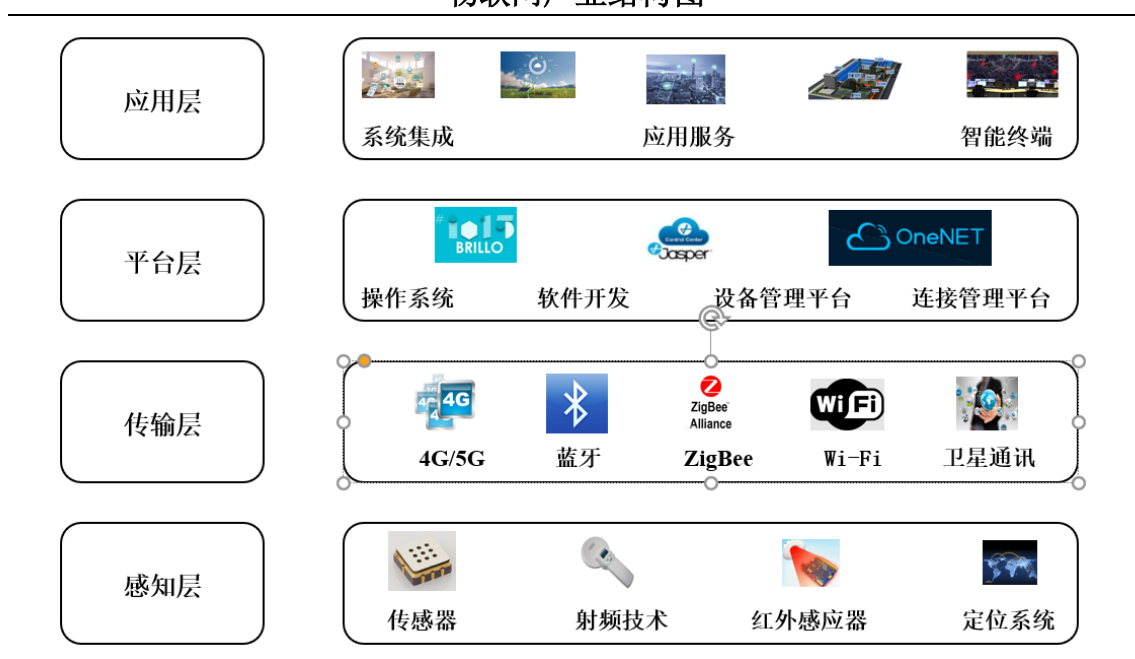 应用层
系统集成 应用服务 智能终端
平台层
#io15
BRILLO
Control Center
Jasper
OneNET
操作系统 软件开发 设备管理平台 连接管理平台
传输层
4G
ZigBee
Alliance
Wi Fi
4G/5G 蓝牙 ZigBee Wi-Fi 卫星通讯
感知层
传感器 射频技术 红外感应器 定位系统